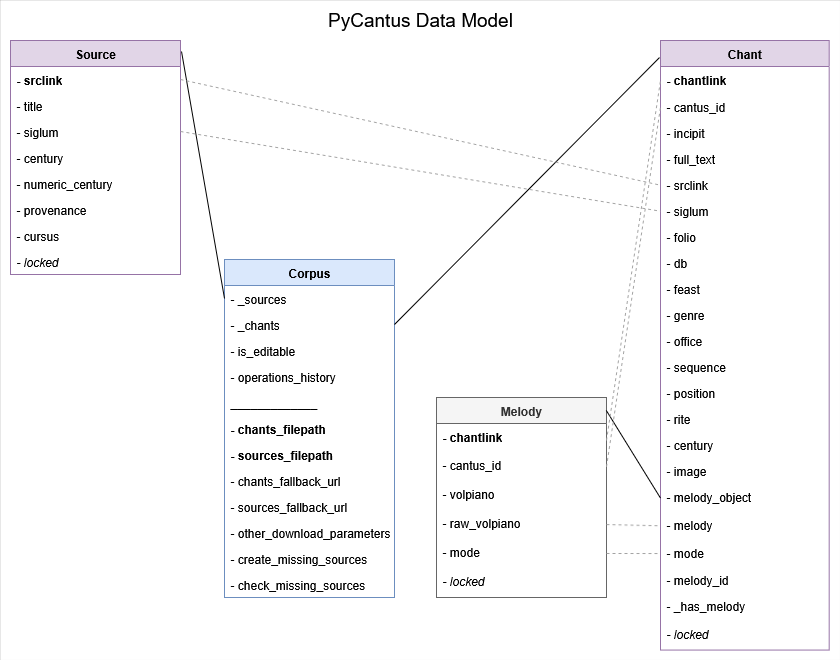 PyCantus Data Model
Source
- srclink
- title
- siglum
- century
- numeric_century
- provenance
- cursus
- locked
Corpus
- _sources
- _chants
- is_editable
- operations_history
- chants_filepath
- sources_filepath
- chants_fallback_url
- sources_fallback_url
- other_download_parameters
- create_missing_sources
- check_missing_sources
Melody
- chantlink
- cantus_id
- volpiano
- raw_volpiano
- mode
- locked
Chant
- chantlink
- cantus_id
- incipit
- full_text
- srclink
- siglum
- folio
- db
- feast
- genre
- office
- sequence
- position
- rite
- century
- image
- melody_object
- melody
- mode
- melody_id
- _has_melody
- locked